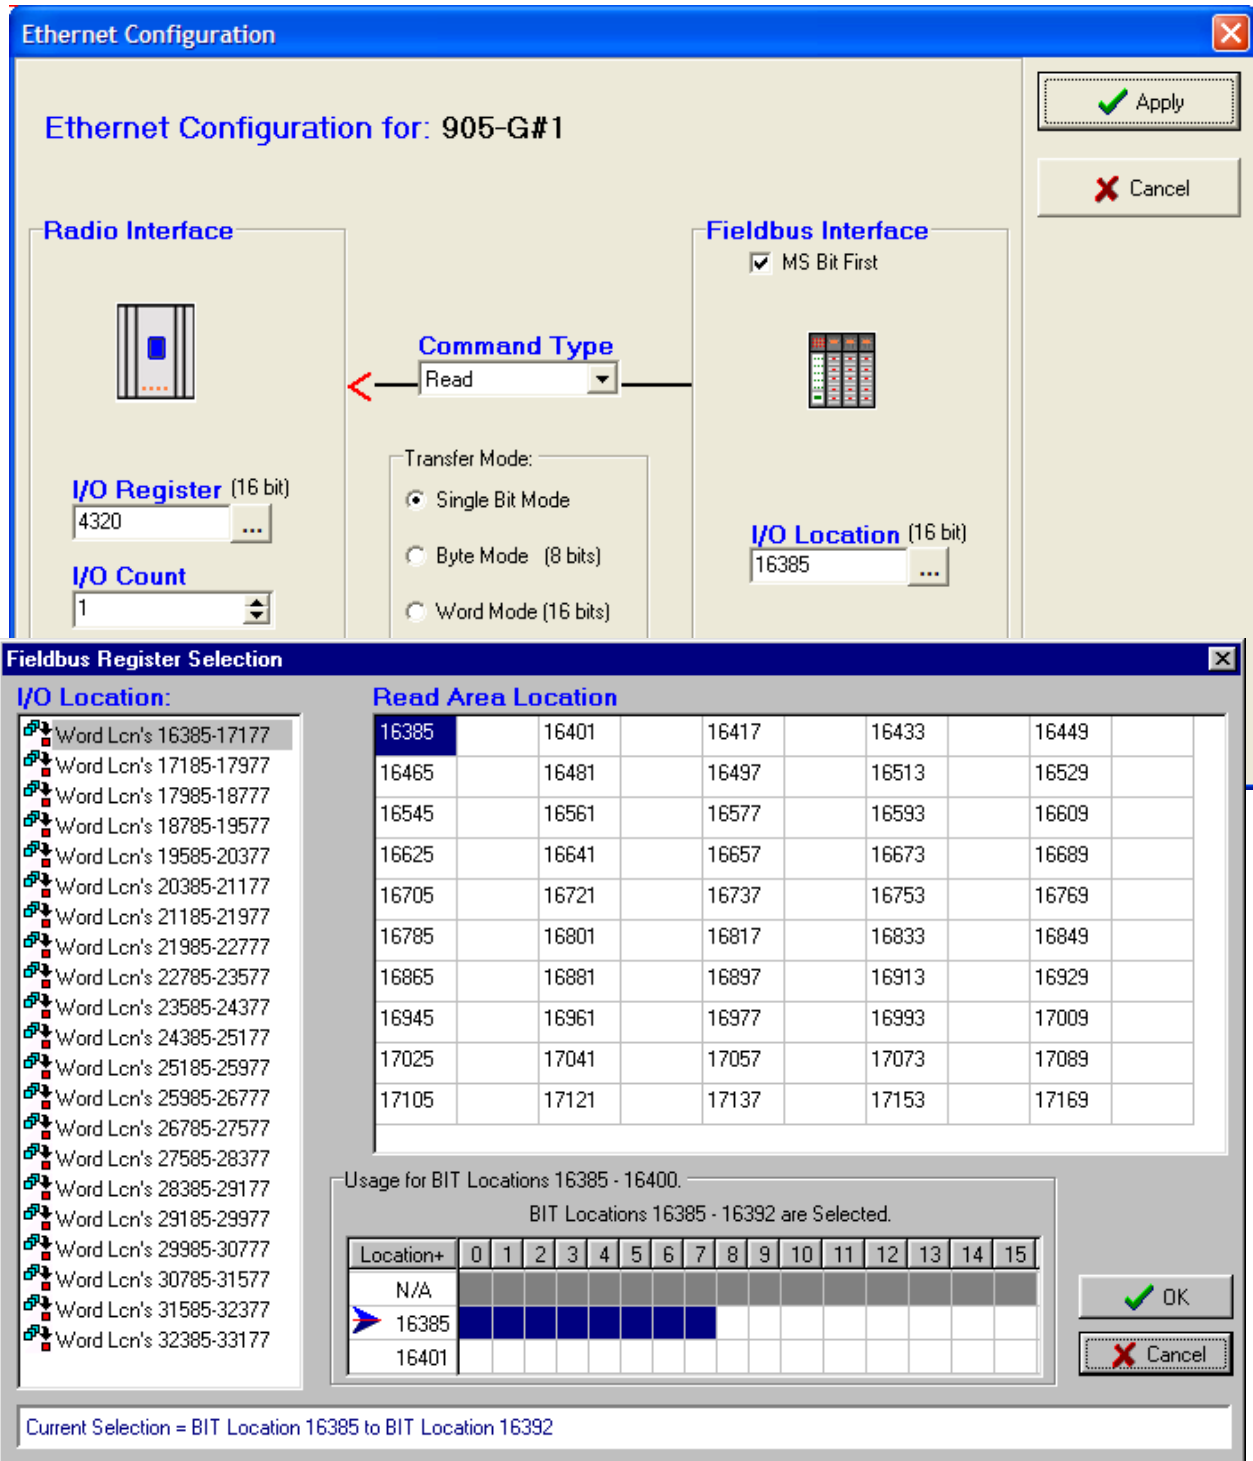 Ethernet Configuration
Ethernet Configuration for: 905-G#1
Apply
Cancel
Radio Interface
Fieldbus Interface
MS Bit First
Command Type
Read
Transfer Mode:
Single Bit Mode
Byte Mode (8 bits)
Word Mode (16 bits)
I/O Register (16 bit)
4320
...
I/O Count
1
I/O Location (16 bit)
16385
...
Fieldbus Register Selection
I/O Location:
Word Lcn's 16385-17177
Word Lcn's 17185-17977
Word Lcn's 17985-18777
Word Lcn's 18785-19577
Word Lcn's 19585-20377
Word Lcn's 20385-21177
Word Lcn's 21185-21977
Word Lcn's 21985-22777
Word Lcn's 22785-23577
Word Lcn's 23585-24377
Word Lcn's 24385-25177
Word Lcn's 25185-25977
Word Lcn's 25985-26777
Word Lcn's 26785-27577
Word Lcn's 27585-28377
Word Lcn's 28385-29177
Word Lcn's 29185-29977
Word Lcn's 29985-30777
Word Lcn's 30785-31577
Word Lcn's 31585-32377
Word Lcn's 32385-33177
Read Area Location
16385 16401 16417 16433 16449
16465 16481 16497 16513 16529
16545 16561 16577 16593 16609
16625 16641 16657 16673 16689
16705 16721 16737 16753 16769
16785 16801 16817 16833 16849
16865 16881 16897 16913 16929
16945 16961 16977 16993 17009
17025 17041 17057 17073 17089
17105 17121 17137 17153 17169
Usage for BIT Locations 16385 - 16400.
BIT Locations 16385 - 16392 are Selected.
Location+ 0 1 2 3 4 5 6 7 8 9 10 11 12 13 14 15
N/A
16385
16401
OK
Cancel
Current Selection = BIT Location 16385 to BIT Location 16392